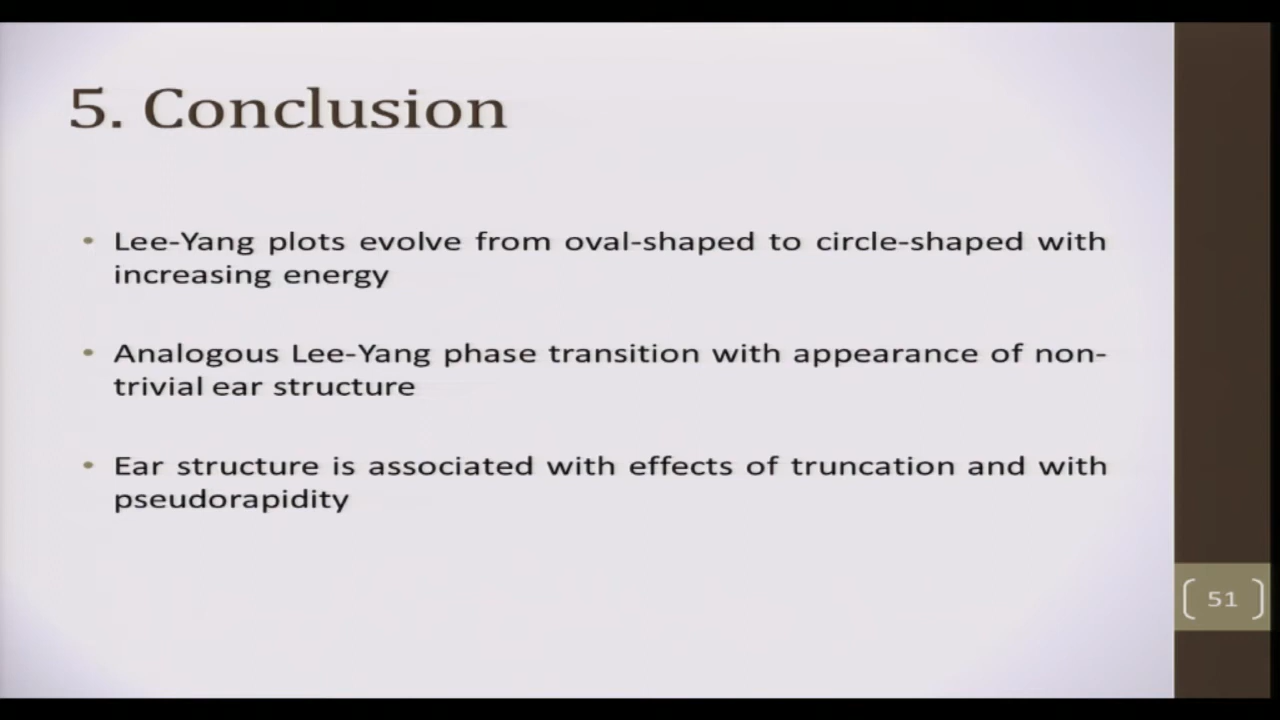 5. Conclusion
• Lee-Yang plots evolve from oval-shaped to circle-shaped with
increasing energy
• Analogous Lee-Yang phase transition with appearance of non-
trivial ear structure
• Ear structure is associated with effects of truncation and with
pseudorapidity
51